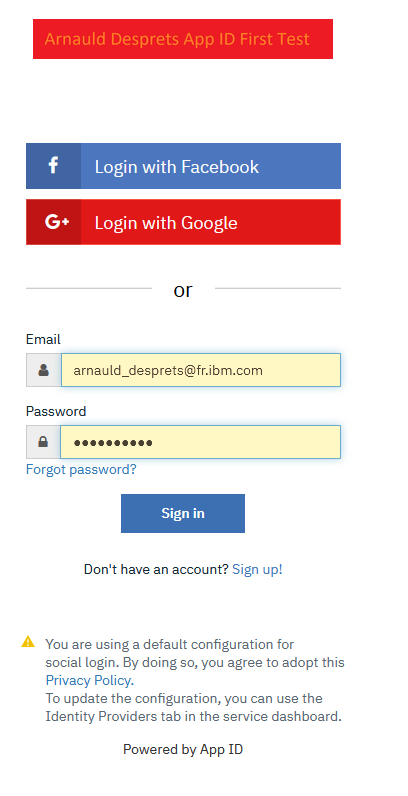 Arnauld Desprets App ID First Test
f Login with Facebook
G+ Login with Google
or
Email
arnauld_desprets@fr.ibm.com
Password
●●●●●●●●●●
Forgot password?
Sign in
Don't have an account? Sign up!
You are using a default configuration for
social login. By doing so, you agree to adopt this
Privacy Policy.
To update the configuration, you can use the
Identity Providers tab in the service dashboard.
Powered by App ID